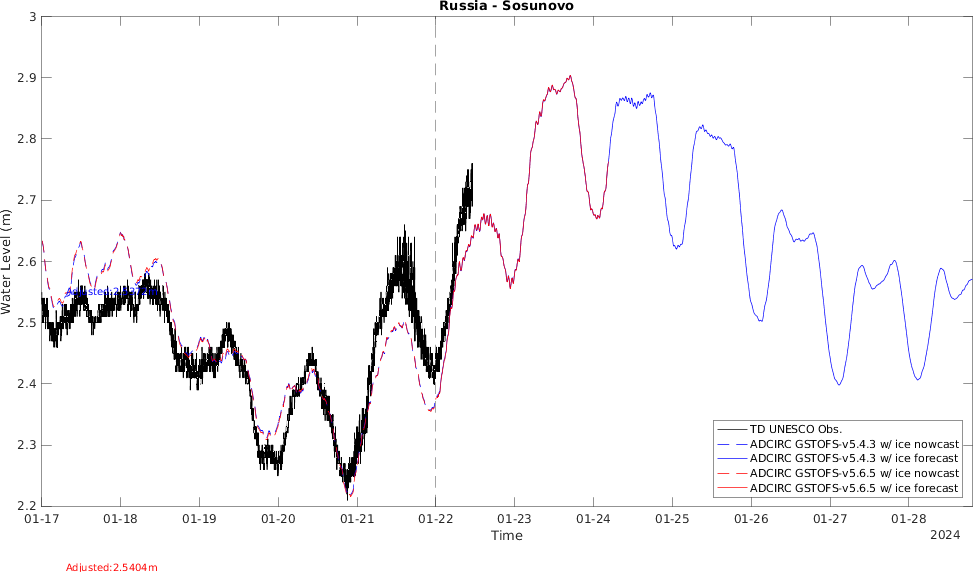 Russia - Sosunovo
3
2.9
2.8
2.7
2.6
2.5
2.4
2.3
2.2
Water Level (m)
Adjusted:2.
TD UNESCO Obs.
ADCIRC GSTOFS-v5.4.3 w/ ice nowcast
ADCIRC GSTOFS-v5.4.3 w/ ice forecast
ADCIRC GSTOFS-v5.6.5 w/ ice nowcast
ADCIRC GSTOFS-v5.6.5 w/ ice forecast
01-17 01-18 01-19 01-20 01-21 01-22 01-23 01-24 01-25 01-26 01-27 01-28
Time
2024
Adjusted:2.5404m